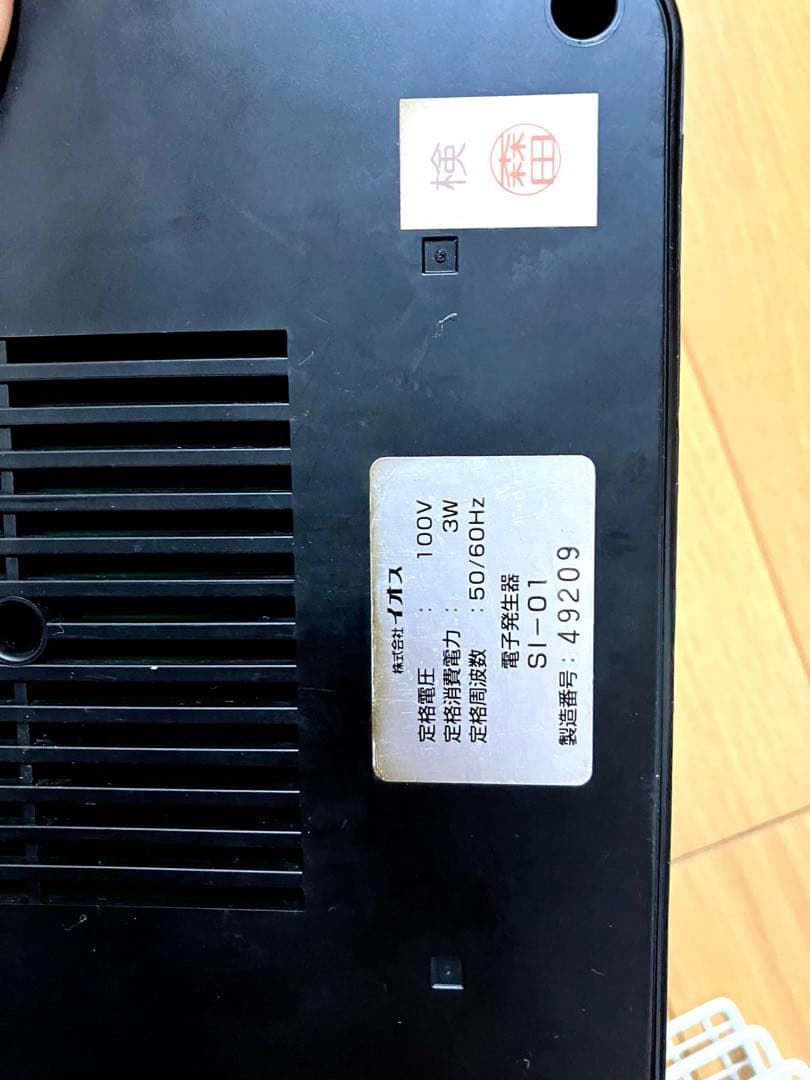 検
森田
株式会社 イオス
定格電圧 : 100V
定格消費電力 : 3W
定格周波数 : 50/60Hz
電子発生器
SI-01
製造番号 : 49209